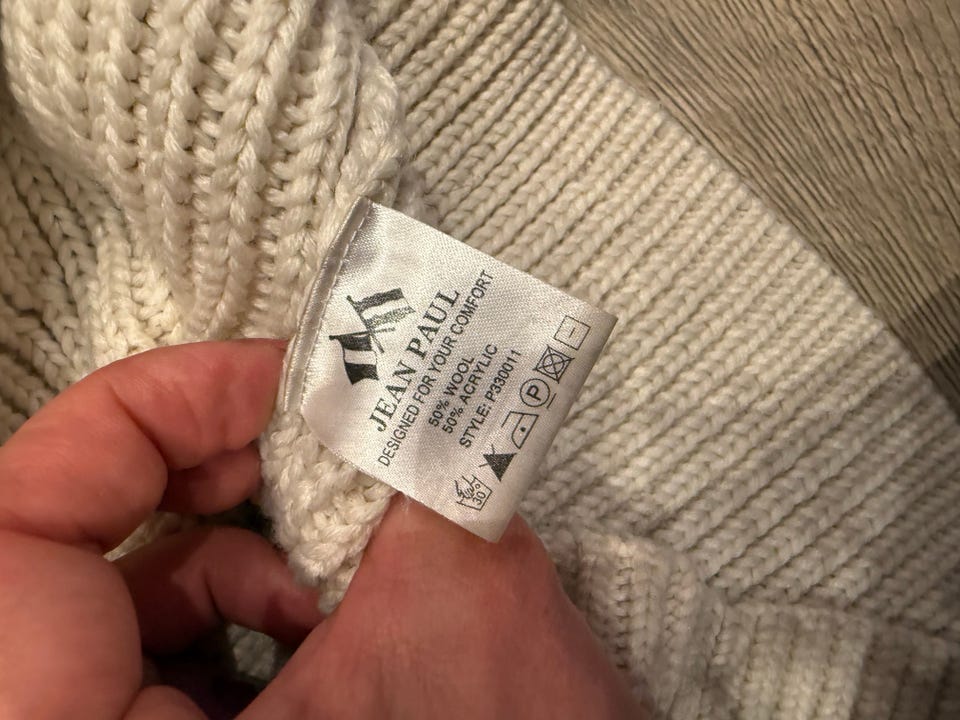 JEAN PAUL
DESIGNED FOR YOUR COMFORT
50% WOOL
50% ACRYLIC
STYLE: P330011
30° P